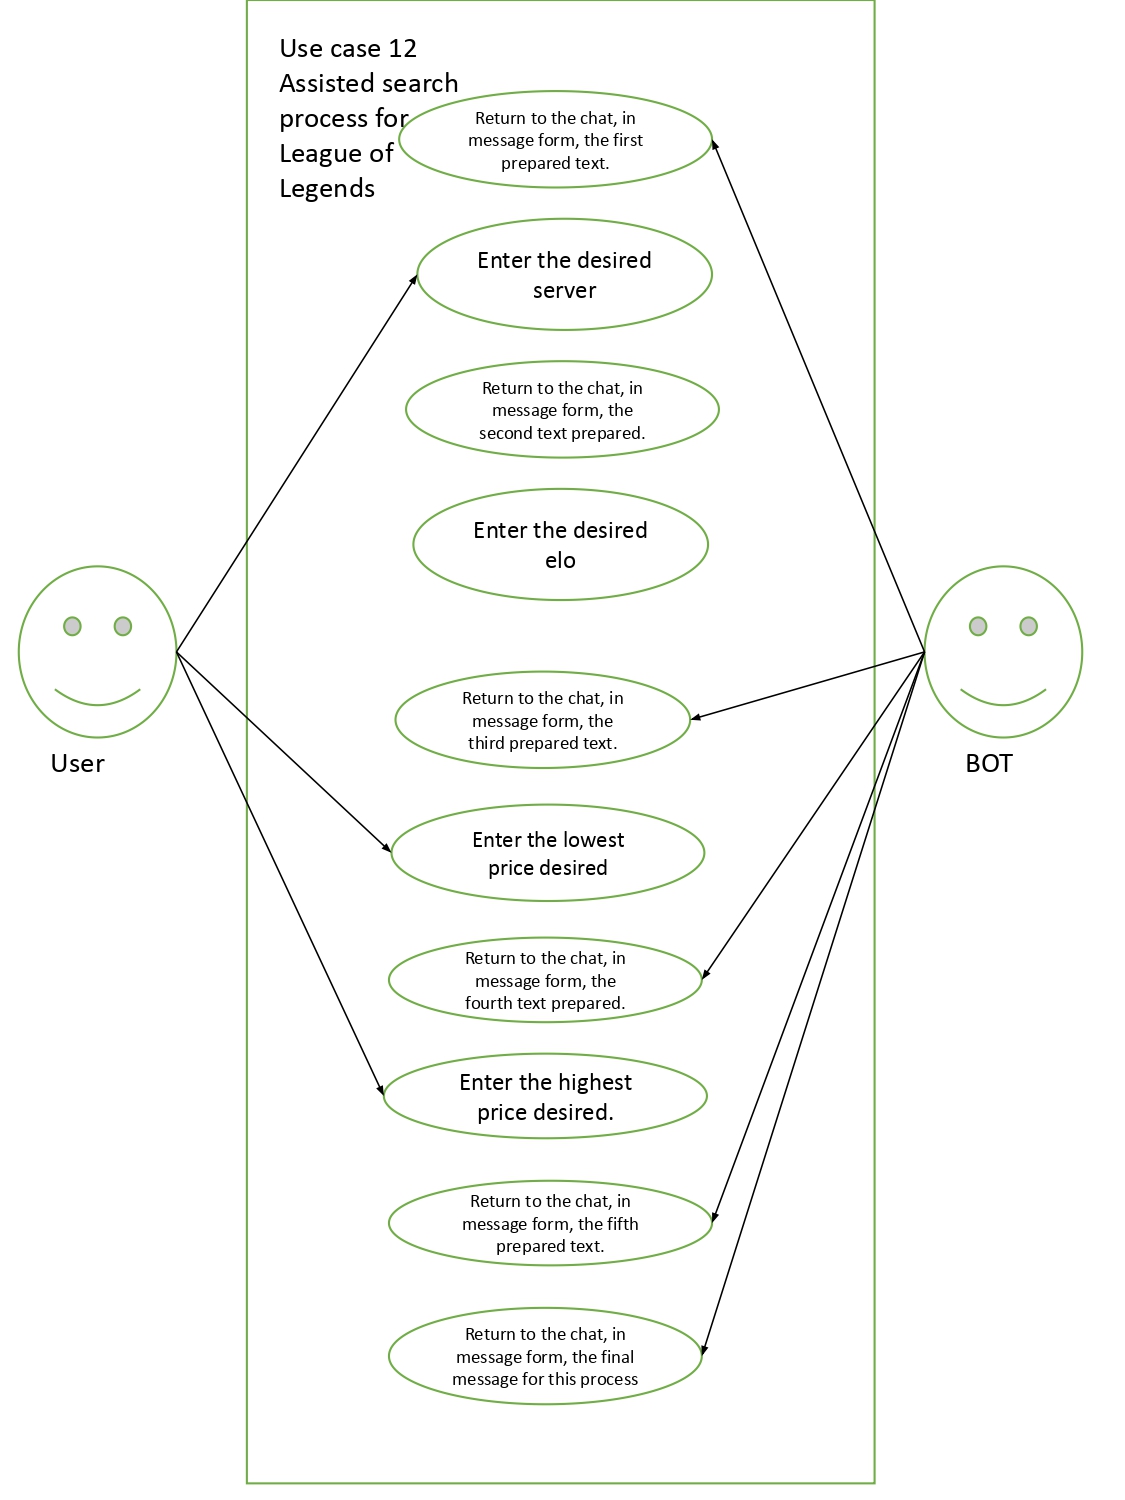 Use case 12
Assisted search
process for
League of
Legends
Return to the chat, in
message form, the first
prepared text.
Enter the desired
server
Return to the chat, in
message form, the
second text prepared.
Enter the desired
elo
User
BOT
Return to the chat, in
message form, the
third prepared text.
Enter the lowest
price desired
Return to the chat, in
message form, the
fourth text prepared.
Enter the highest
price desired.
Return to the chat, in
message form, the fifth
prepared text.
Return to the chat, in
message form, the final
message for this process